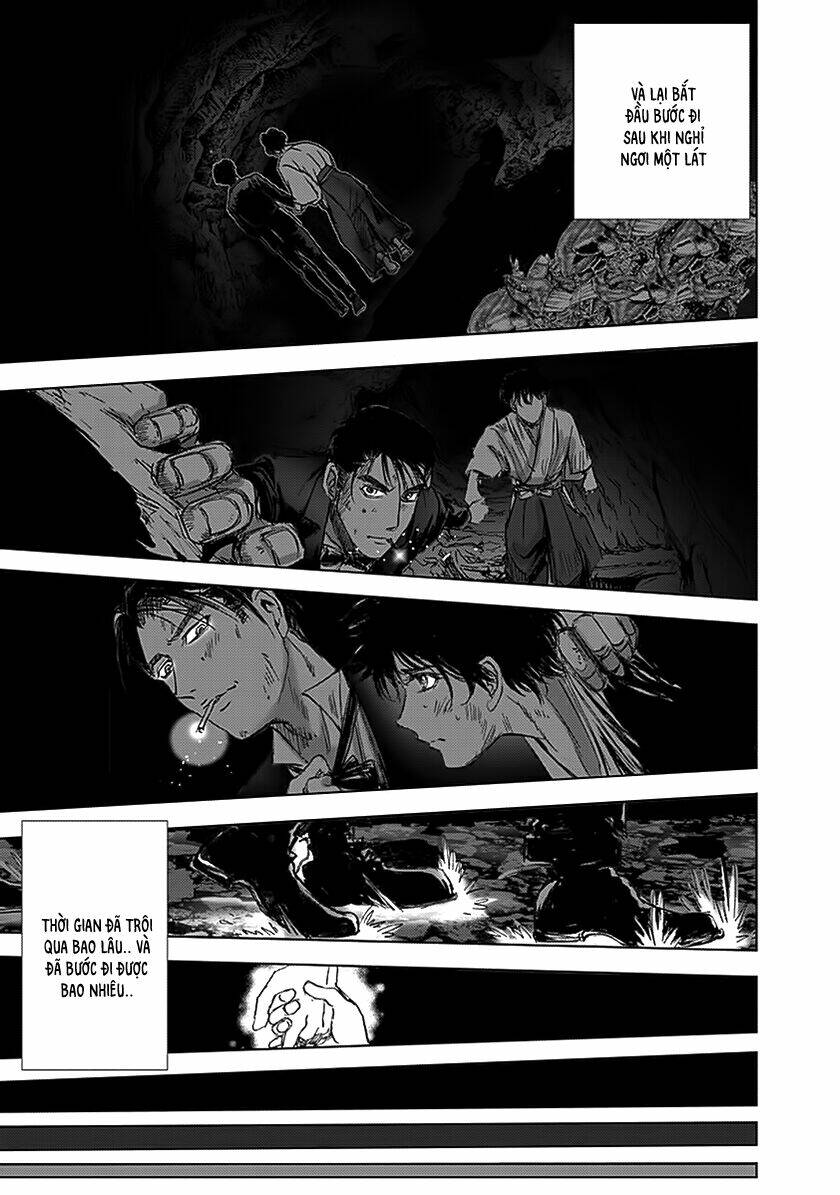 VÀ LẠI BẮT
ĐẦU BƯỚC ĐI
SAU KHI NGHỈ
NGƠI MỘT LÁT
THỜI GIAN ĐÃ TRÔI
QUA BAO LÂU.. VÀ
ĐÃ BƯỚC ĐI ĐƯỢC
BAO NHIÊU..